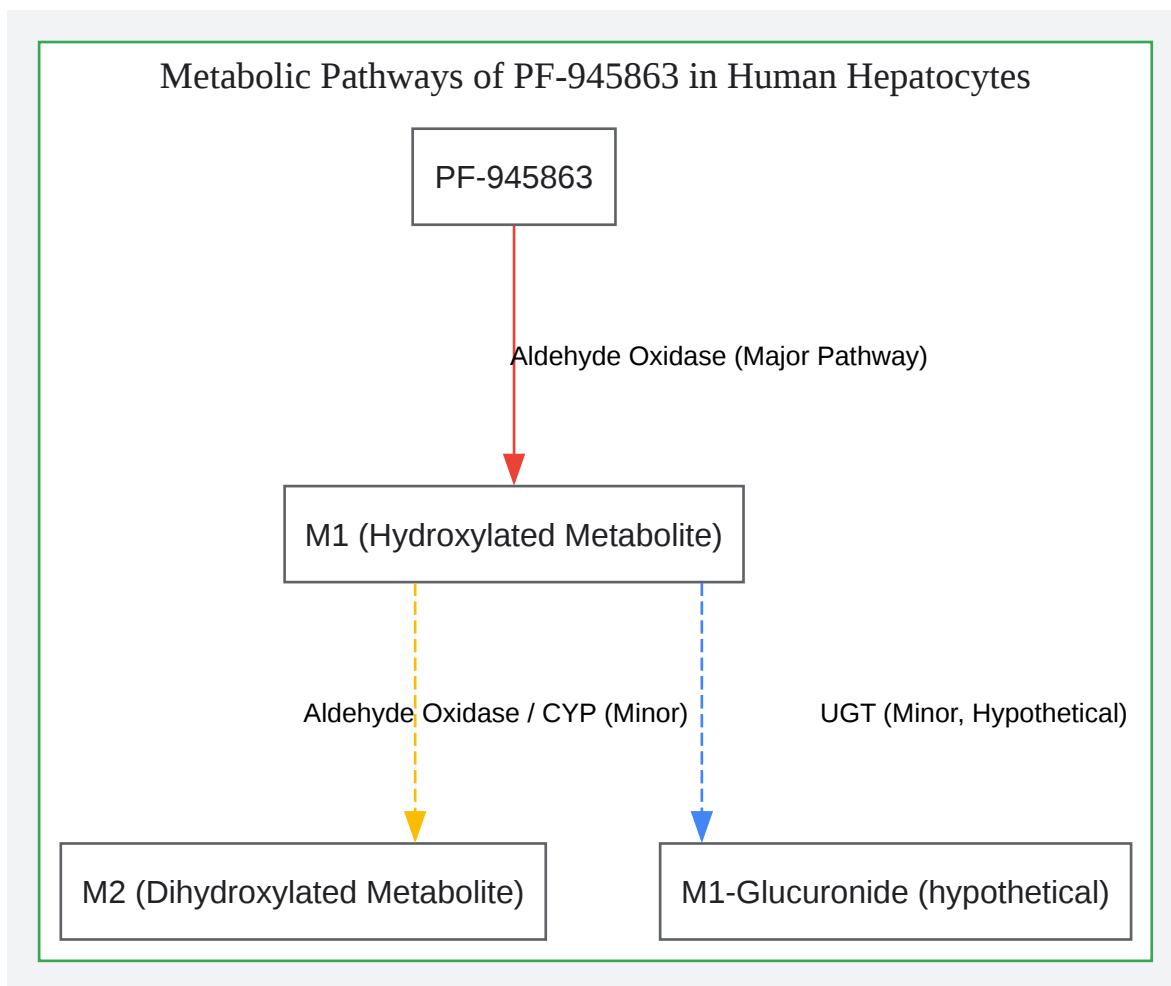 Metabolic Pathways of PF-945863 in Human Hepatocytes
PF-945863
Aldehyde Oxidase (Major Pathway)
M1 (Hydroxylated Metabolite)
Aldehyde Oxidase / CYP (Minor)
UGT (Minor, Hypothetical)
M2 (Dihydroxylated Metabolite)
M1-Glucuronide (hypothetical)